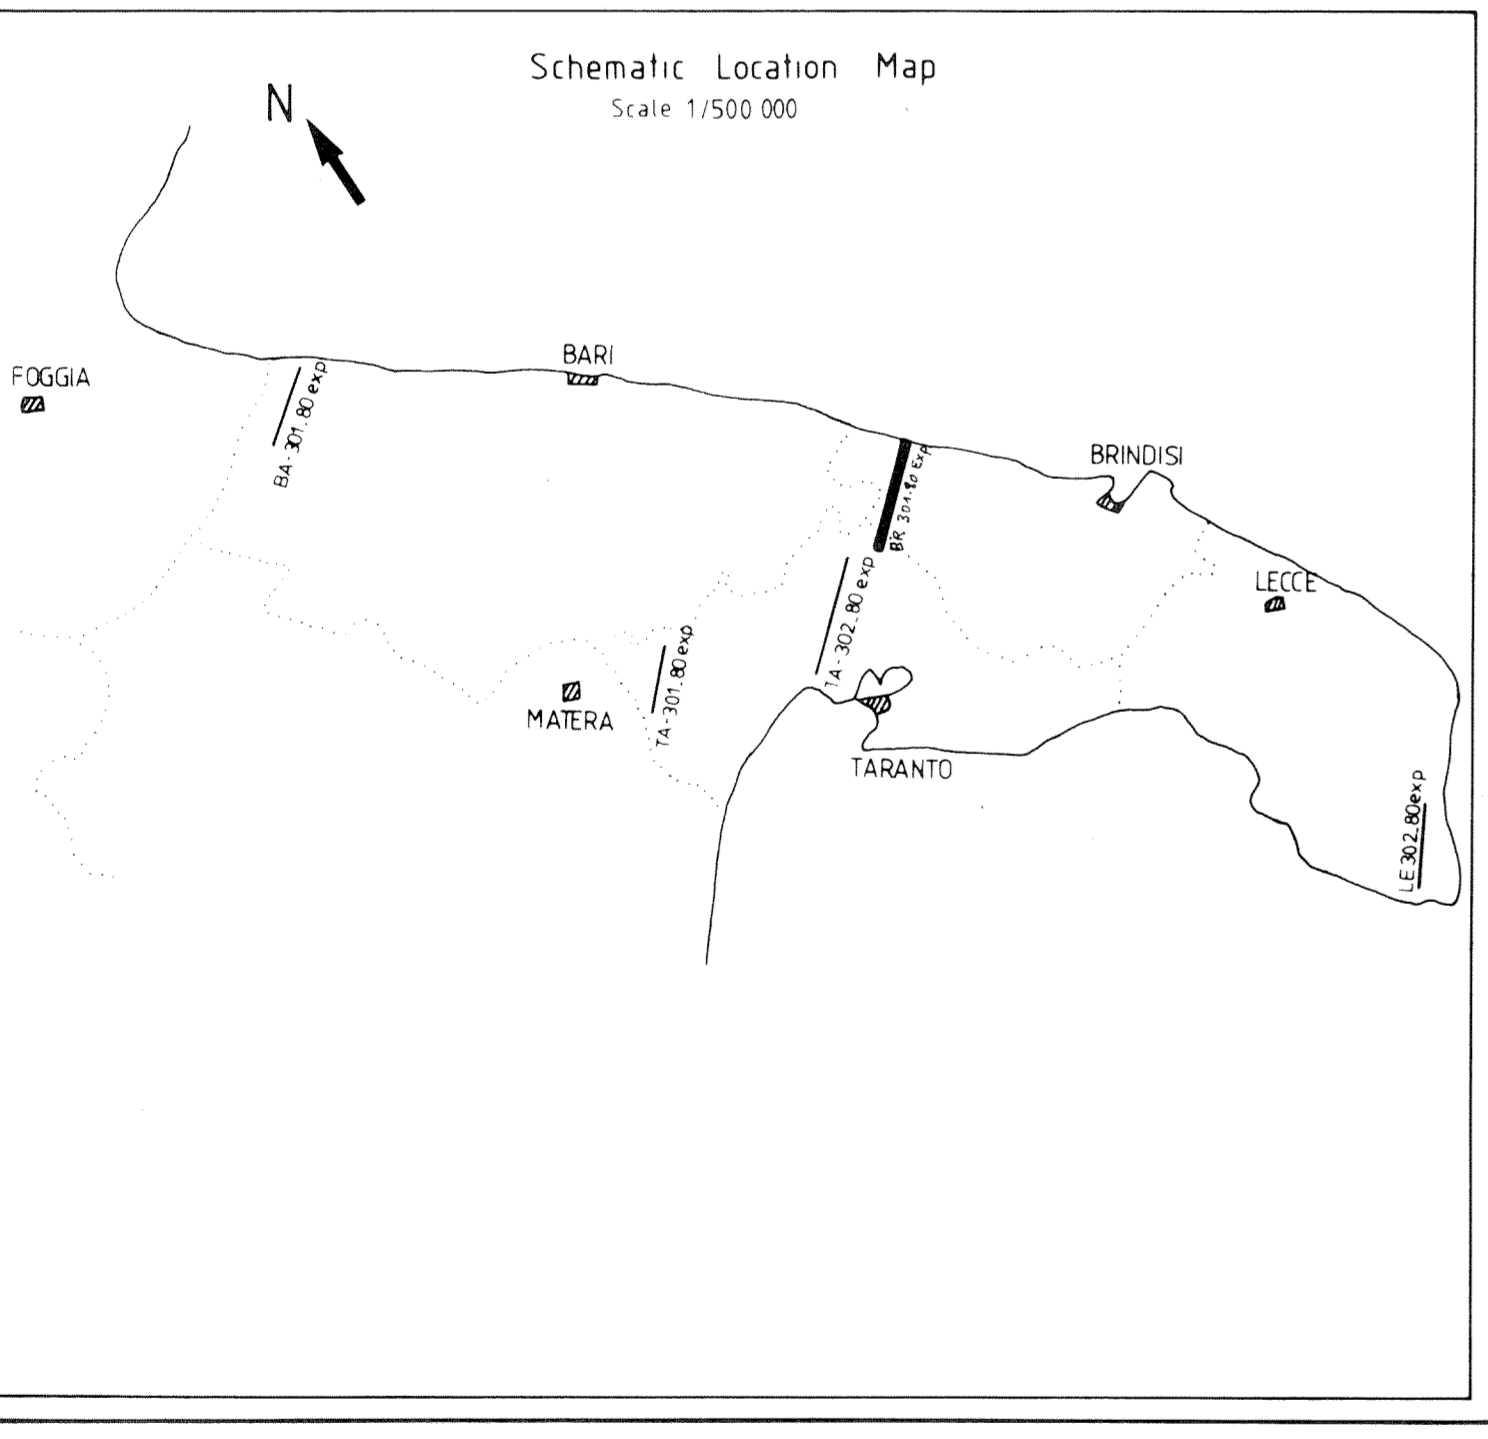 Schematic Location Map
Scale 1/500 000
N
FOGGIA
BARI
BA-301.80 exp
BRINDISI
BR 301.80 Exp
LECCE
TA-302.80 exp
TA-301.80 exp
MATERA
TARANTO
LE 302.80 exp